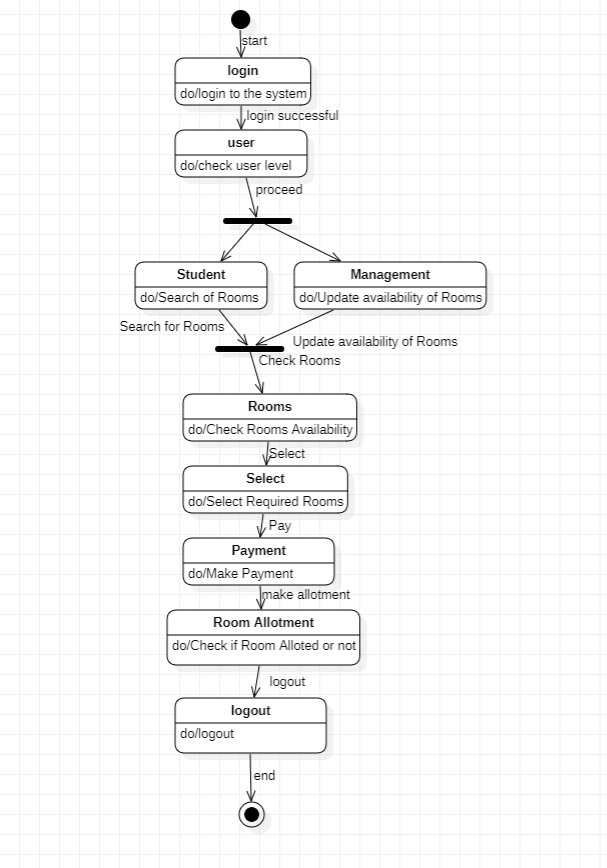 start
login
do/login to the system
login successful
user
do/check user level
proceed
Student
do/Search of Rooms
Management
do/Update availability of Rooms
Search for Rooms
Update availability of Rooms
Check Rooms
Rooms
do/Check Rooms Availability
Select
Select
do/Select Required Rooms
Pay
Payment
do/Make Payment
make allotment
Room Allotment
do/Check if Room Alloted or not
logout
logout
do/logout
end